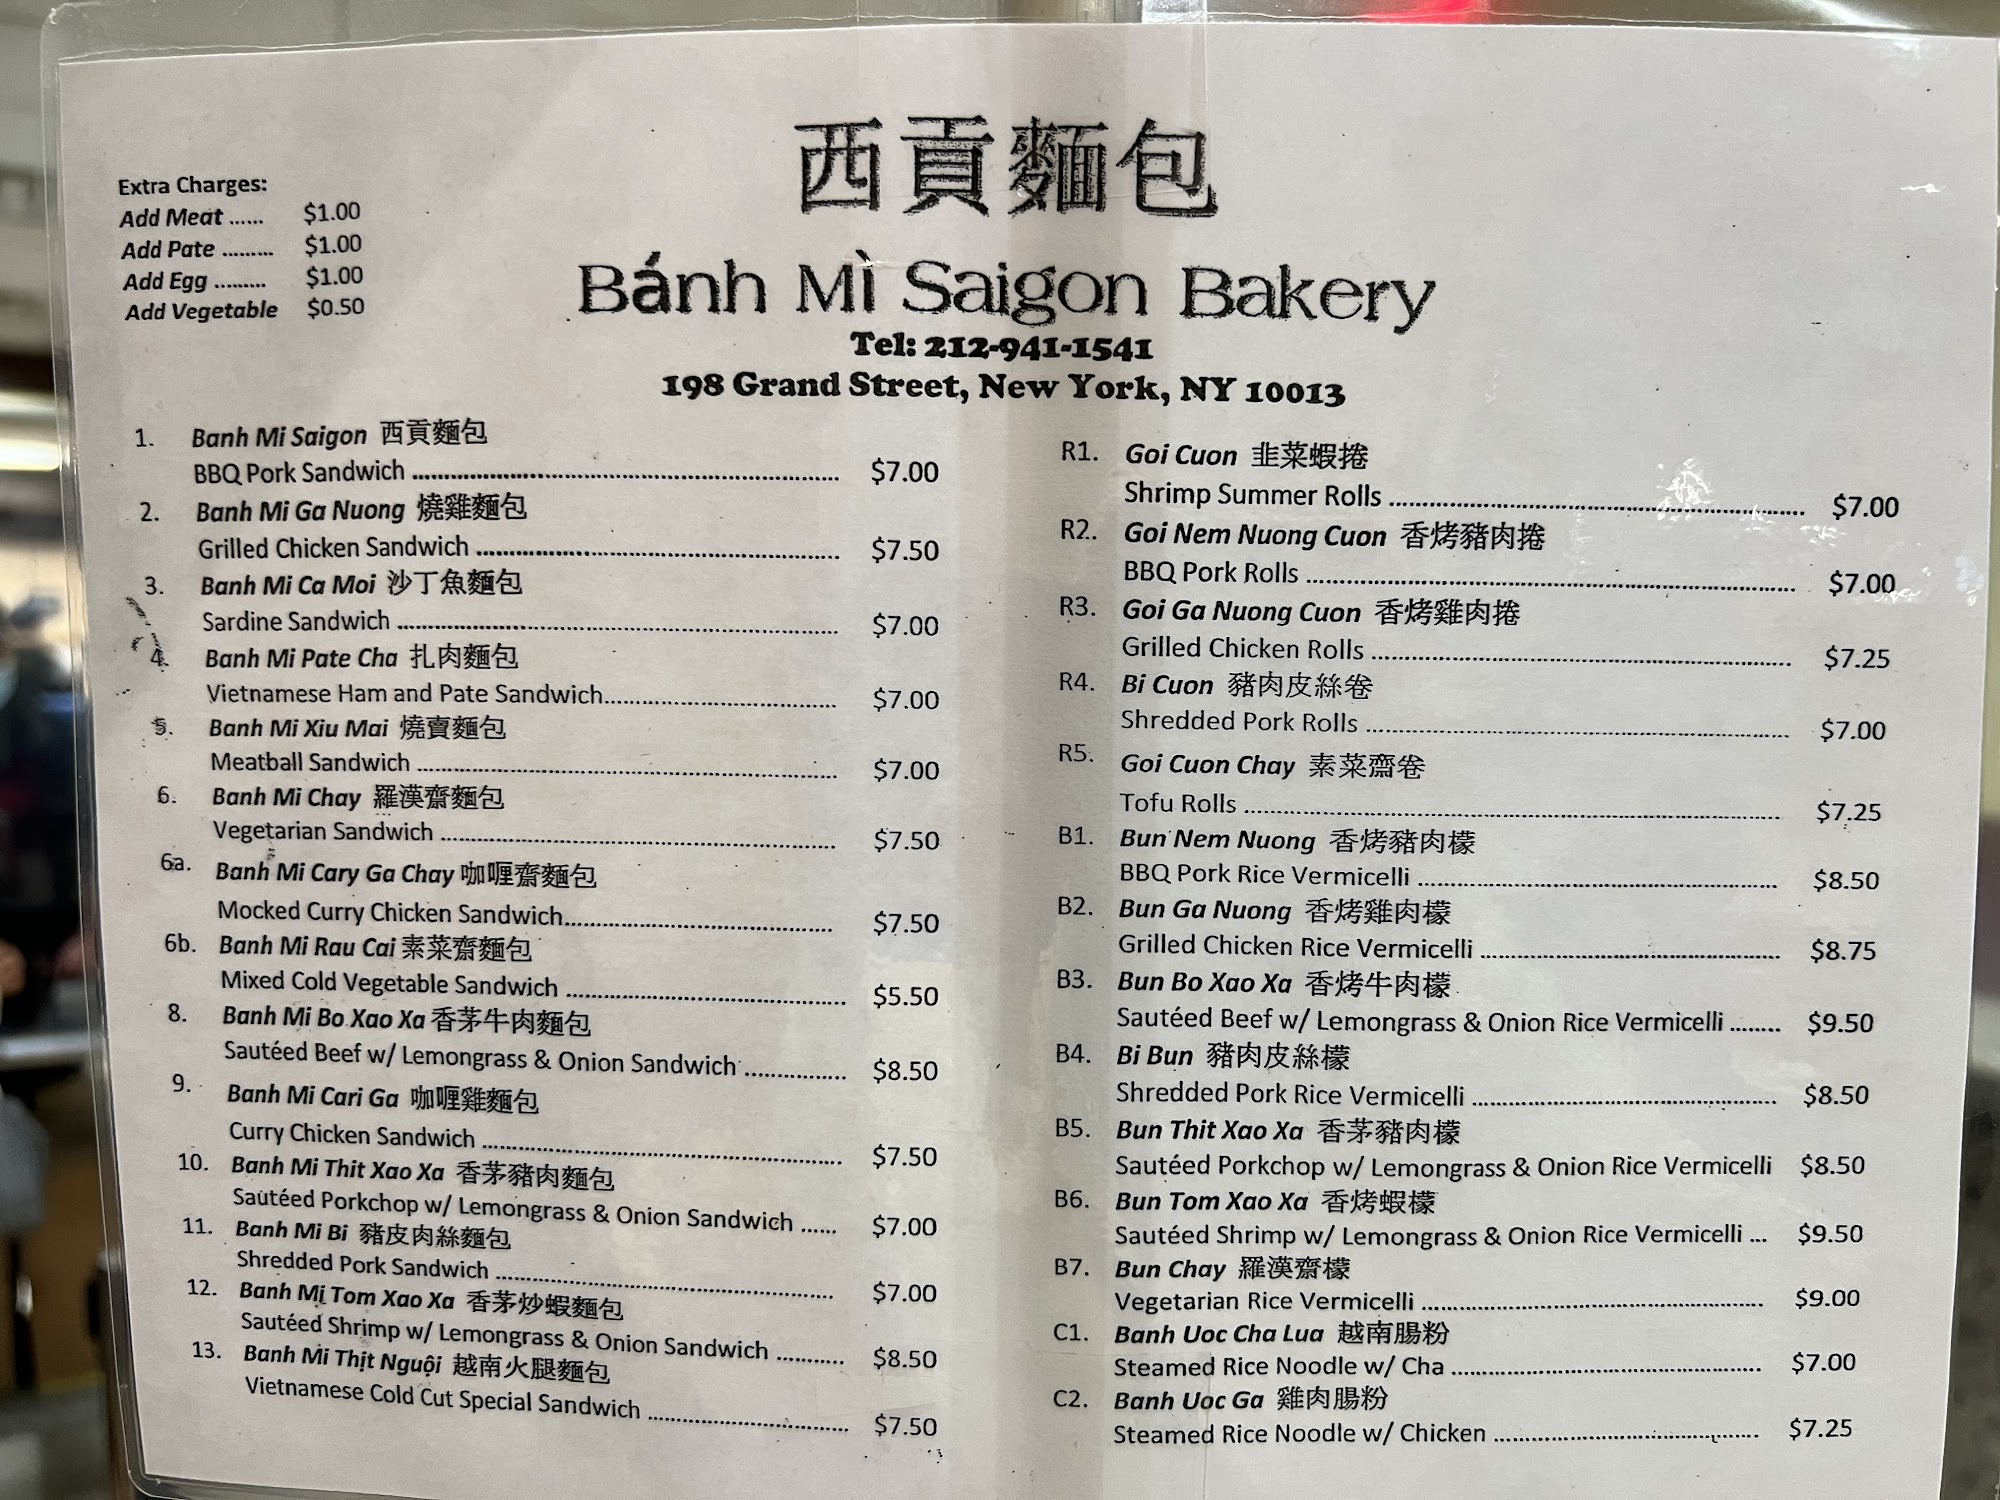 西貢麵包
Bánh Mì Saigon Bakery
Tel: 212-941-1541
198 Grand Street, New York, NY 10013
Extra Charges:
Add Meat ...... $1.00
Add Pate ......... $1.00
Add Egg ......... $1.00
Add Vegetable $0.50
1. Banh Mi Saigon 西貢麵包
BBQ Pork Sandwich ........ $7.00
2. Banh Mi Ga Nuong 燒雞麵包
Grilled Chicken Sandwich ........ $7.50
3. Banh Mi Ca Moi 沙丁魚麵包
Sardine Sandwich ........ $7.00
4. Banh Mi Pate Cha 扎肉麵包
Vietnamese Ham and Pate Sandwich........ $7.00
5. Banh Mi Xiu Mai 燒賣麵包
Meatball Sandwich ........ $7.00
6. Banh Mi Chay 羅漢齋麵包
Vegetarian Sandwich ........ $7.50
6a. Banh Mi Cary Ga Chay 咖喱齋麵包
Mocked Curry Chicken Sandwich........ $7.50
6b. Banh Mi Rau Cai 素菜齋麵包
Mixed Cold Vegetable Sandwich ........ $5.50
8. Banh Mi Bo Xao Xa 香茅牛肉麵包
Sautéed Beef w/ Lemongrass & Onion Sandwich ........ $8.50
9. Banh Mi Cari Ga 咖喱雞麵包
Curry Chicken Sandwich ........ $7.50
10. Banh Mi Thit Xao Xa 香茅豬肉麵包
Sautéed Porkchop w/ Lemongrass & Onion Sandwich ...... $7.00
11. Banh Mi Bi 豬皮肉絲麵包
Shredded Pork Sandwich ........ $7.00
12. Banh Mi Tom Xao Xa 香茅炒蝦麵包
Sautéed Shrimp w/ Lemongrass & Onion Sandwich ........ $8.50
13. Banh Mi Thịt Nguội 越南火腿麵包
Vietnamese Cold Cut Special Sandwich ........ $7.50
R1. Goi Cuon 韭菜蝦捲
Shrimp Summer Rolls ........ $7.00
R2. Goi Nem Nuong Cuon 香烤豬肉捲
BBQ Pork Rolls ........ $7.00
R3. Goi Ga Nuong Cuon 香烤雞肉捲
Grilled Chicken Rolls ........ $7.25
R4. Bi Cuon 豬肉皮絲卷
Shredded Pork Rolls ........ $7.00
R5. Goi Cuon Chay 素菜齋卷
Tofu Rolls ........ $7.25
B1. Bun Nem Nuong 香烤豬肉檬
BBQ Pork Rice Vermicelli ........ $8.50
B2. Bun Ga Nuong 香烤雞肉檬
Grilled Chicken Rice Vermicelli ........ $8.75
B3. Bun Bo Xao Xa 香烤牛肉檬
Sautéed Beef w/ Lemongrass & Onion Rice Vermicelli ........ $9.50
B4. Bi Bun 豬肉皮絲檬
Shredded Pork Rice Vermicelli ........ $8.50
B5. Bun Thit Xao Xa 香茅豬肉檬
Sautéed Porkchop w/ Lemongrass & Onion Rice Vermicelli $8.50
B6. Bun Tom Xao Xa 香烤蝦檬
Sautéed Shrimp w/ Lemongrass & Onion Rice Vermicelli ... $9.50
B7. Bun Chay 羅漢齋檬
Vegetarian Rice Vermicelli ........ $9.00
C1. Banh Uoc Cha Lua 越南腸粉
Steamed Rice Noodle w/ Cha ........ $7.00
C2. Banh Uoc Ga 雞肉腸粉
Steamed Rice Noodle w/ Chicken ........ $7.25